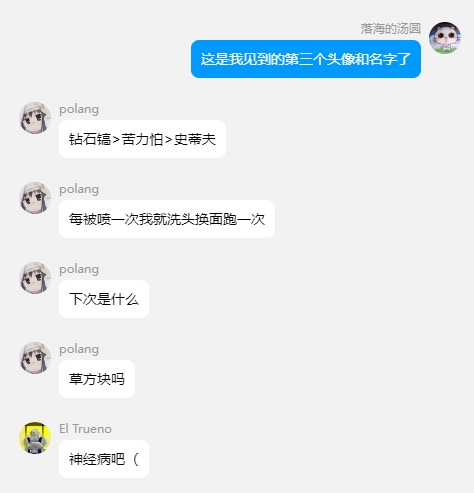 落海的汤圆
这是我见到的第三个头像和名字了
polang
钻石镐>苦力怕>史蒂夫
polang
每被喷一次我就洗头换面跑一次
polang
下次是什么
polang
草方块吗
El Trueno
神经病吧（